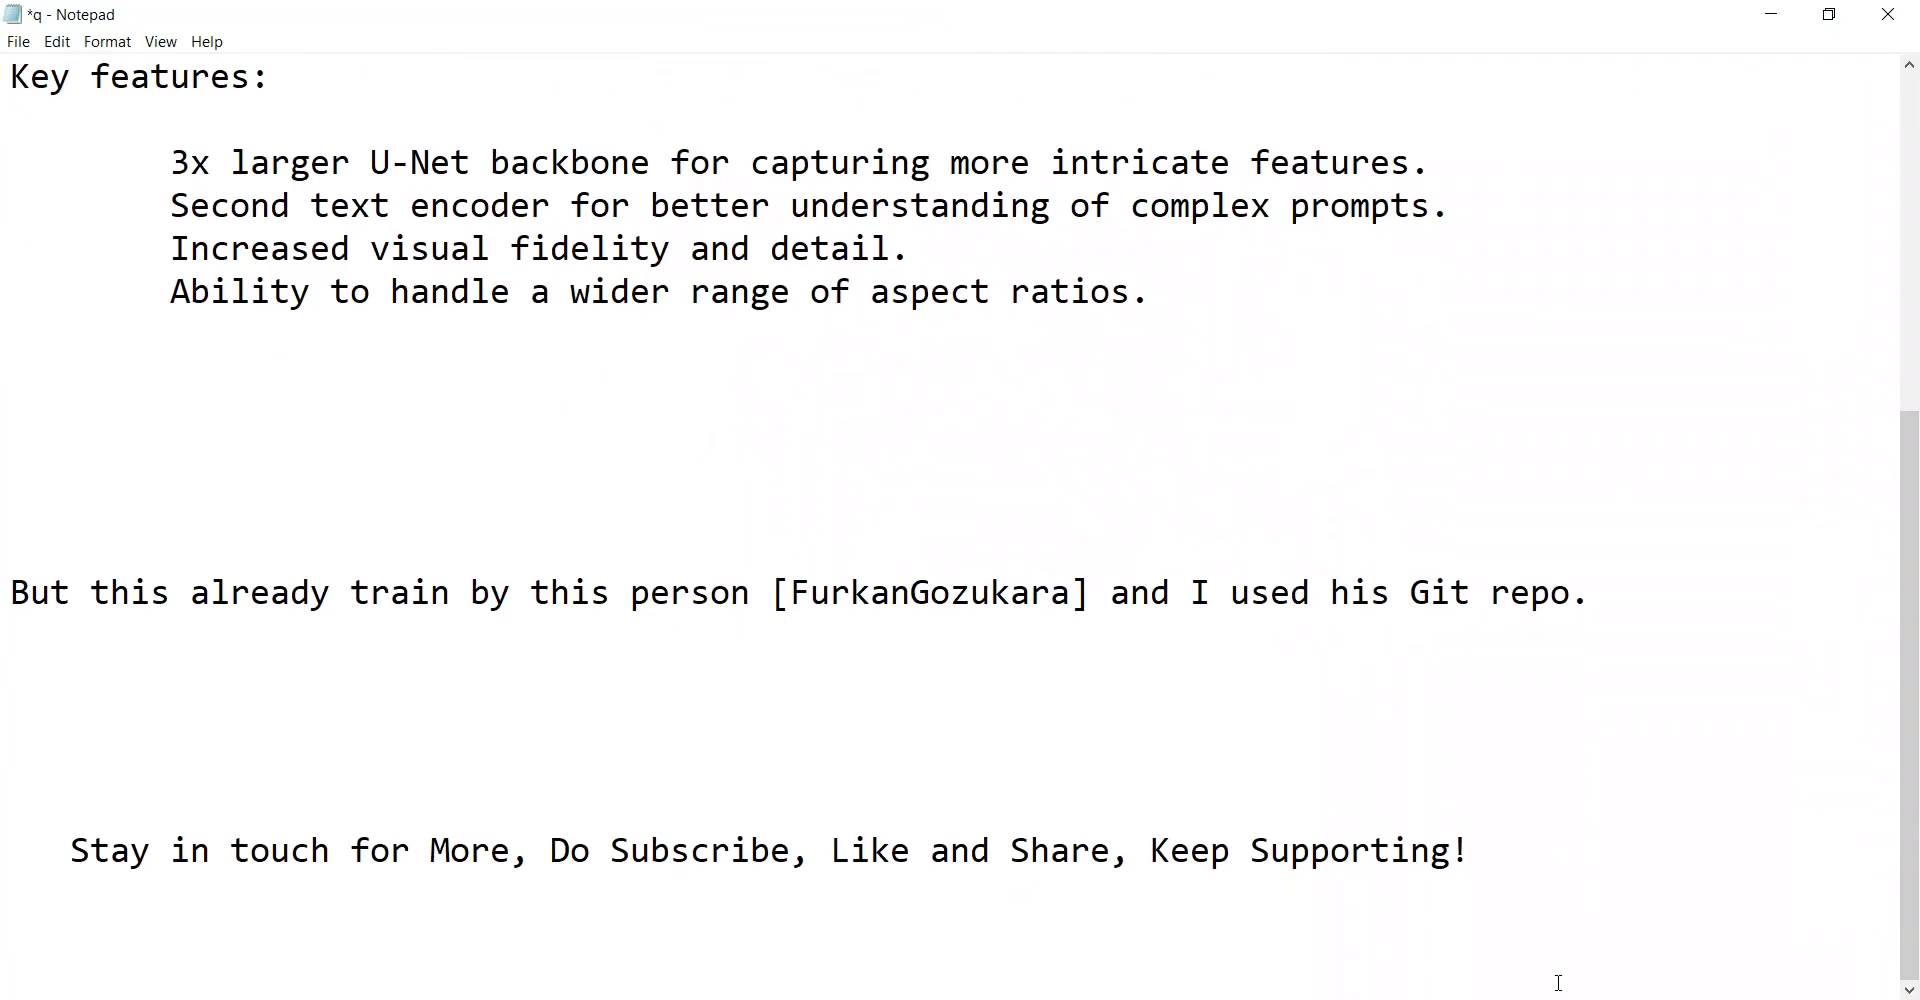 *q - Notepad
File Edit Format View Help
Key features:
3x larger U-Net backbone for capturing more intricate features.
Second text encoder for better understanding of complex prompts.
Increased visual fidelity and detail.
Ability to handle a wider range of aspect ratios.
But this already train by this person [FurkanGozukara] and I used his Git repo.
Stay in touch for More, Do Subscribe, Like and Share, Keep Supporting!